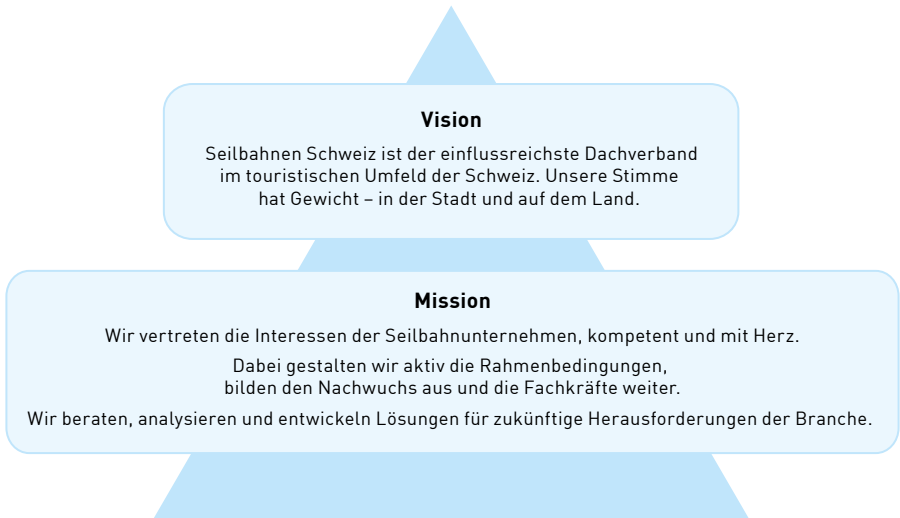 Vision
Seilbahnen Schweiz ist der einflussreichste Dachverband
im touristischen Umfeld der Schweiz. Unsere Stimme
hat Gewicht – in der Stadt und auf dem Land.
Mission
Wir vertreten die Interessen der Seilbahnunternehmen, kompetent und mit Herz.
Dabei gestalten wir aktiv die Rahmenbedingungen,
bilden den Nachwuchs aus und die Fachkräfte weiter.
Wir beraten, analysieren und entwickeln Lösungen für zukünftige Herausforderungen der Branche.